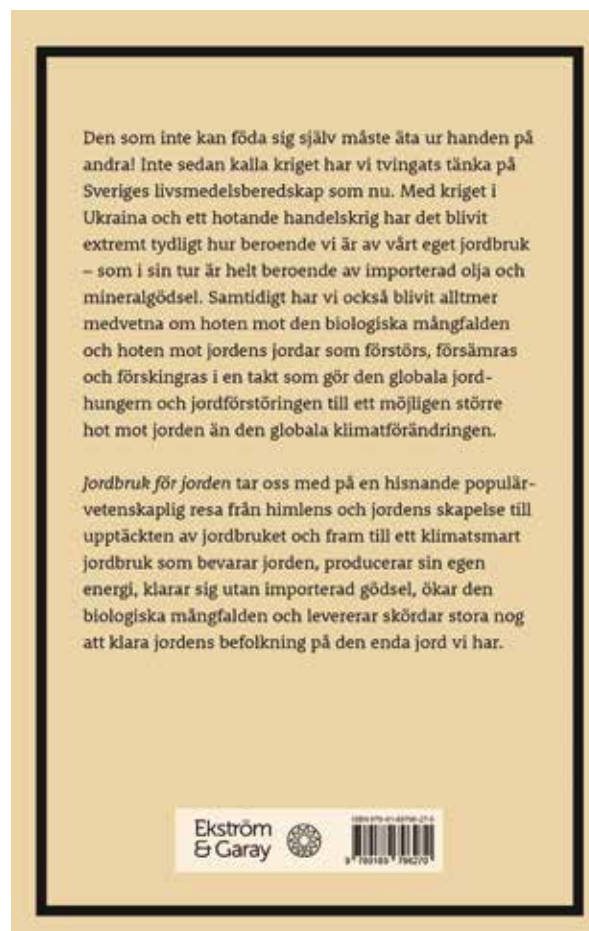 Den som inte kan föda sig själv måste äta ur handen på
andra! Inte sedan kalla kriget har vi tvingats tänka på
Sveriges livsmedelsberedskap som nu. Med kriget i
Ukraina och ett hotande handelskrig har det blivit
extremt tydligt hur beroende vi är av vårt eget jordbruk
– som i sin tur är helt beroende av importerad olja och
mineralgödsel. Samtidigt har vi också blivit alltmer
medvetna om hoten mot den biologiska mångfalden
och hoten mot jordens jordar som förstörs, försämras
och förskingras i en takt som gör den globala jord-
hungern och jordförstöringen till ett möjligen större
hot mot jorden än den globala klimatförändringen.
Jordbruk för jorden tar oss med på en hisnande populär-
vetenskaplig resa från himlens och jordens skapelse till
upptäckten av jordbruket och fram till ett klimatsmart
jordbruk som bevarar jorden, producerar sin egen
energi, klarar sig utan importerad gödsel, ökar den
biologiska mångfalden och levererar skördar stora nog
att klara jordens befolkning på den enda jord vi har.
Ekström
& Garay